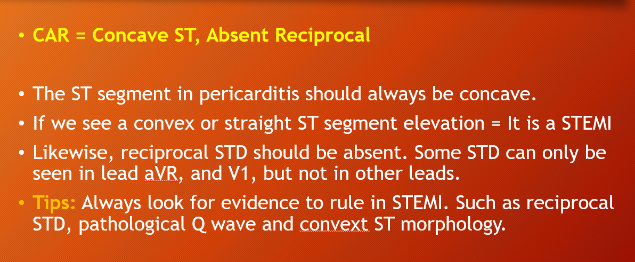 • CAR = Concave ST, Absent Reciprocal
• The ST segment in pericarditis should always be concave.
• If we see a convex or straight ST segment elevation = It is a STEMI
• Likewise, reciprocal STD should be absent. Some STD can only be
seen in lead aVR, and V1, but not in other leads.
• Tips: Always look for evidence to rule in STEMI. Such as reciprocal
STD, pathological Q wave and convext ST morphology.